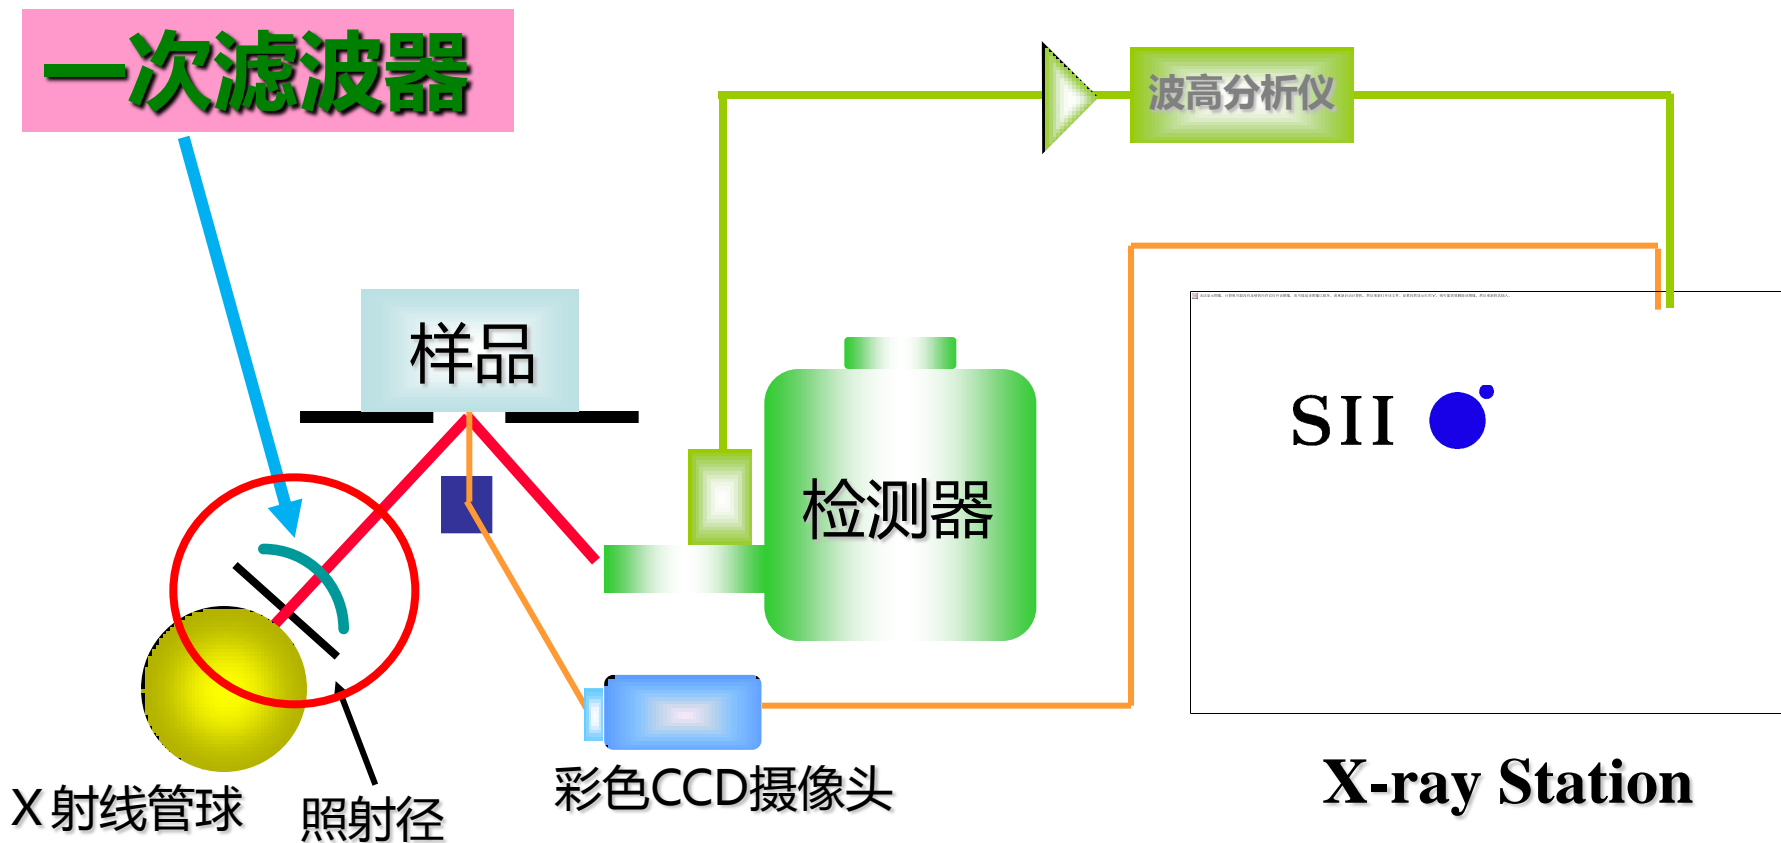 一次滤波器
波高分析仪
样品
检测器
SII
彩色CCD摄像头
X射线管球
照射径
X-ray Station